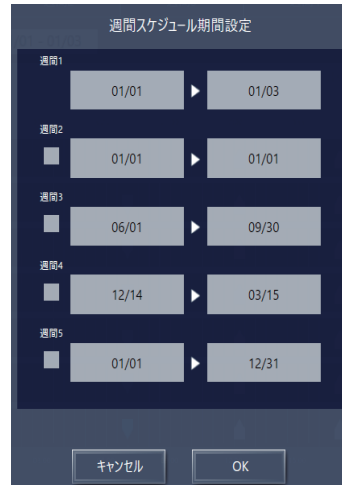 週間スケジュール期間設定
週間1
01/01 ▶ 01/03
週間2
01/01 ▶ 01/01
週間3
06/01 ▶ 09/30
週間4
12/14 ▶ 03/15
週間5
01/01 ▶ 12/31
キャンセル OK